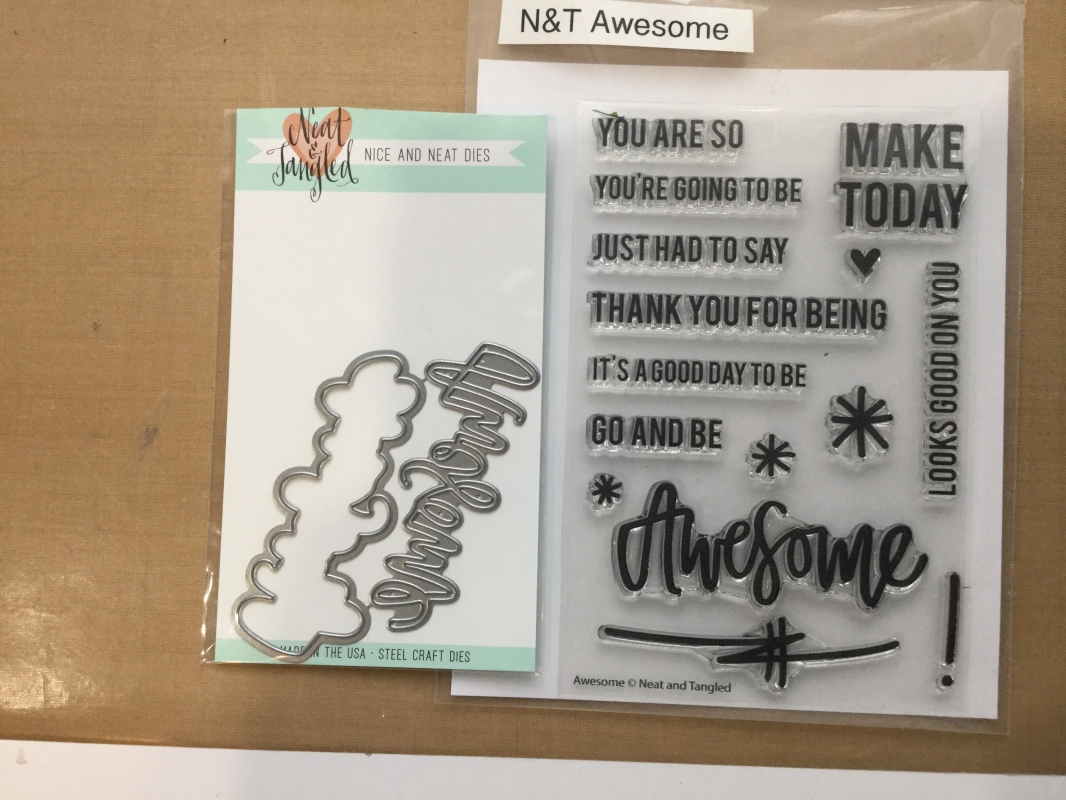 N&T Awesome
Neat
&
Tangled
NICE AND NEAT DIES
Awesome
MADE IN THE USA · STEEL CRAFT DIES
YOU ARE SO
YOU'RE GOING TO BE
JUST HAD TO SAY
THANK YOU FOR BEING
IT'S A GOOD DAY TO BE
GO AND BE
MAKE
TODAY
LOOKS GOOD ON YOU
Awesome
#
!
Awesome © Neat and Tangled